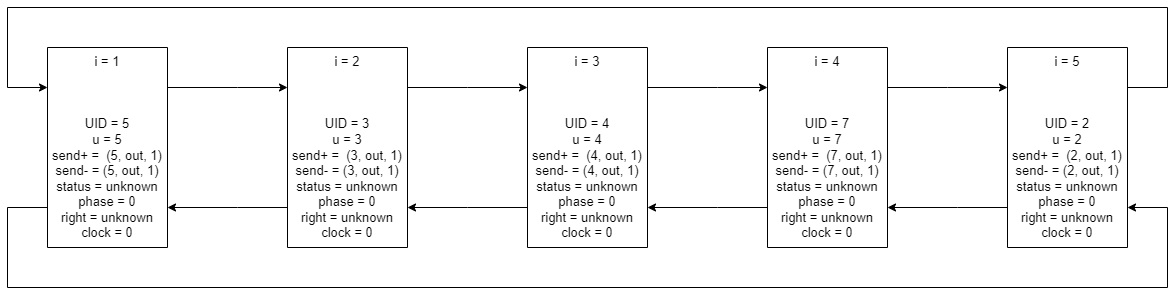 i = 1
UID = 5
u = 5
send+ =  (5, out, 1)
send- = (5, out, 1)
status = unknown
phase = 0
right = unknown
clock = 0
i = 2
UID = 3
u = 3
send+ =  (3, out, 1)
send- = (3, out, 1)
status = unknown
phase = 0
right = unknown
clock = 0
i = 3
UID = 4
u = 4
send+ =  (4, out, 1)
send- = (4, out, 1)
status = unknown
phase = 0
right = unknown
clock = 0
i = 4
UID = 7
u = 7
send+ =  (7, out, 1)
send- = (7, out, 1)
status = unknown
phase = 0
right = unknown
clock = 0
i = 5
UID = 2
u = 2
send+ =  (2, out, 1)
send- = (2, out, 1)
status = unknown
phase = 0
right = unknown
clock = 0